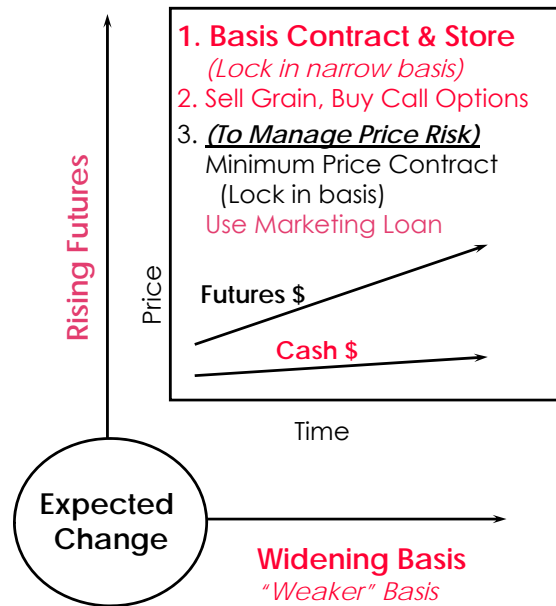 1. Basis Contract & Store
(Lock in narrow basis)
2. Sell Grain, Buy Call Options
3. (To Manage Price Risk)
Minimum Price Contract
(Lock in basis)
Use Marketing Loan
Rising Futures
Price
Futures $
Cash $
Time
Expected
Change
Widening Basis
"Weaker" Basis